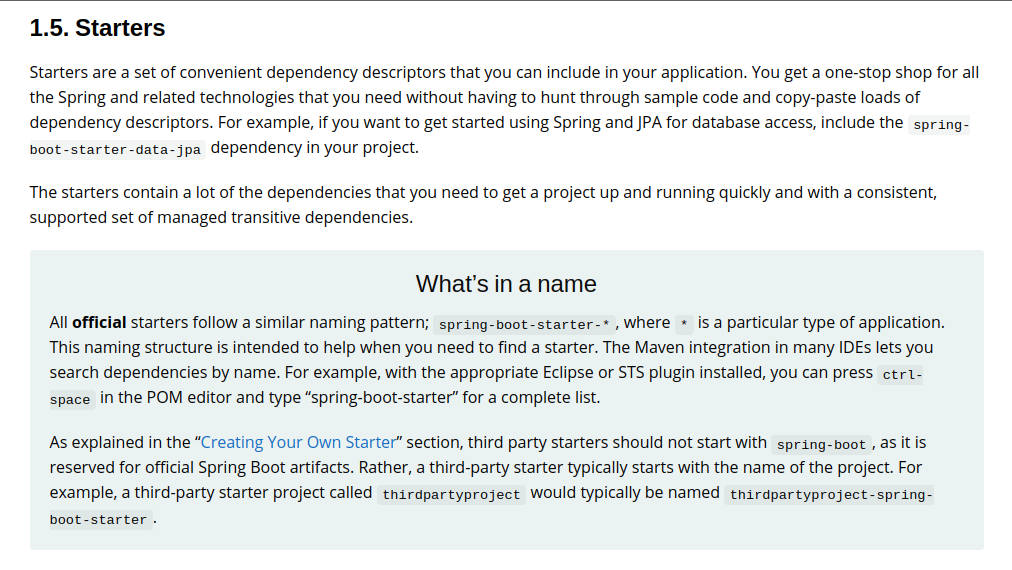 1.5. Starters
Starters are a set of convenient dependency descriptors that you can include in your application. You get a one-stop shop for all
the Spring and related technologies that you need without having to hunt through sample code and copy-paste loads of
dependency descriptors. For example, if you want to get started using Spring and JPA for database access, include the spring-
boot-starter-data-jpa dependency in your project.
The starters contain a lot of the dependencies that you need to get a project up and running quickly and with a consistent,
supported set of managed transitive dependencies.
What’s in a name
All official starters follow a similar naming pattern; spring-boot-starter-* , where * is a particular type of application.
This naming structure is intended to help when you need to find a starter. The Maven integration in many IDEs lets you
search dependencies by name. For example, with the appropriate Eclipse or STS plugin installed, you can press ctrl-
space in the POM editor and type “spring-boot-starter” for a complete list.
As explained in the “Creating Your Own Starter” section, third party starters should not start with spring-boot , as it is
reserved for official Spring Boot artifacts. Rather, a third-party starter typically starts with the name of the project. For
example, a third-party starter project called thirdpartyproject would typically be named thirdpartyproject-spring-
boot-starter .